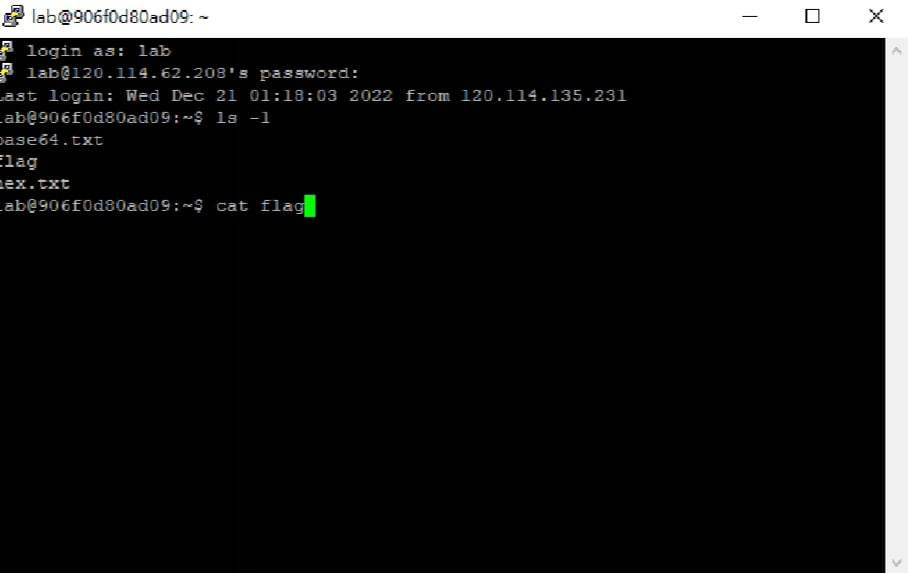 lab@906f0d80ad09: ~
login as: lab
lab@120.114.62.208's password:
Last login: Wed Dec 21 01:18:03 2022 from 120.114.135.231
lab@906f0d80ad09:~$ ls -l
base64.txt
flag
hex.txt
lab@906f0d80ad09:~$ cat flag